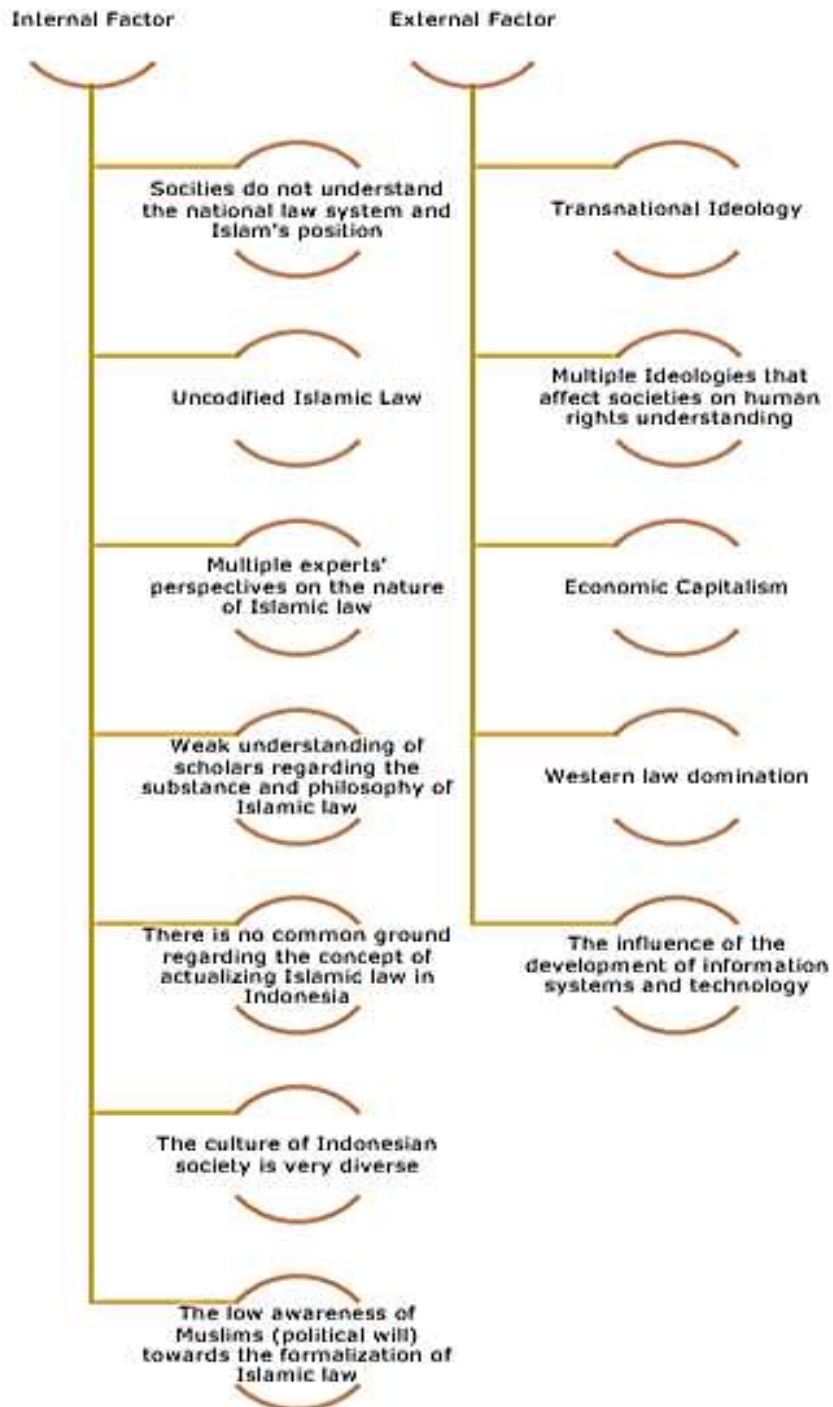 Internal Factor
Socities do not understand
the national law system and
Islam's position
Uncodified Islamic Law
Multiple experts'
perspectives on the nature
of Islamic law
Weak understanding of
scholars regarding the
substance and philosophy of
Islamic law
There is no common ground
regarding the concept of
actualizing Islamic law in
Indonesia
The culture of Indonesian
society is very diverse
The low awareness of
Muslims (political will)
towards the formalization of
Islamic law
External Factor
Transnational Ideology
Multiple Ideologies that
affect societies on human
rights understanding
Economic Capitalism
Western law domination
The influence of the
development of information
systems and technology